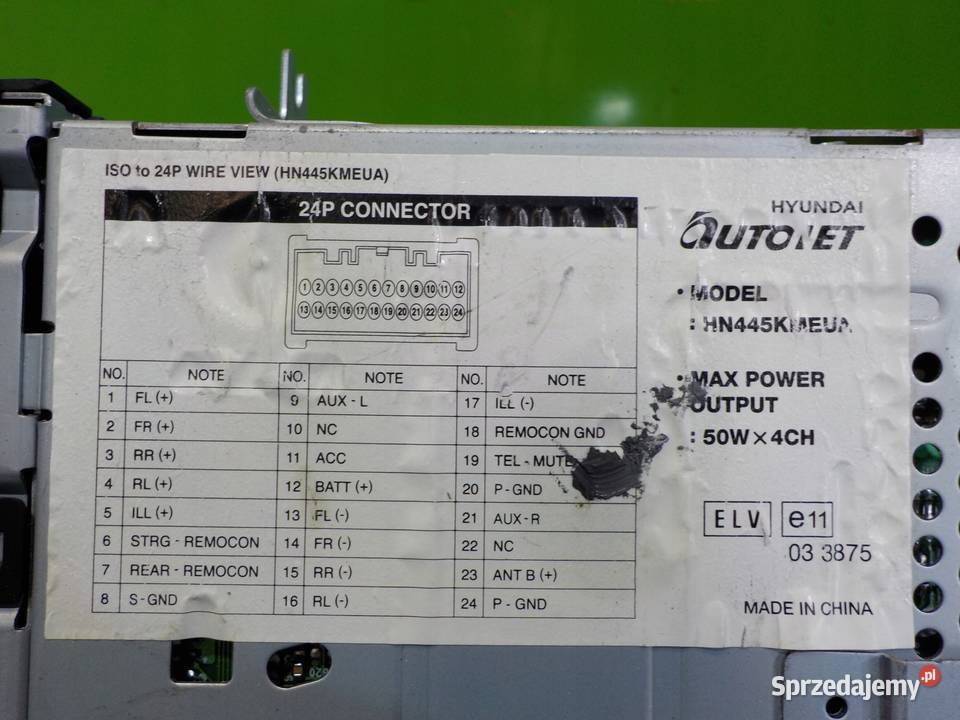 ISO to 24P WIRE VIEW (HN445KMEUA)
24P CONNECTOR
1 2 3 4 5 6 7 8 9 10 11 12
13 14 15 16 17 18 19 20 21 22 23 24
NO. NOTE NO. NOTE NO. NOTE
1 FL (+) 9 AUX - L 17 ILL (-)
2 FR (+) 10 NC 18 REMOCON GND
3 RR (+) 11 ACC 19 TEL - MUTE
4 RL (+) 12 BATT (+) 20 P - GND
5 ILL (+) 13 FL (-) 21 AUX - R
6 STRG - REMOCON 14 FR (-) 22 NC
7 REAR - REMOCON 15 RR (-) 23 ANT B (+)
8 S - GND 16 RL (-) 24 P - GND
HYUNDAI
AUTONET
• MODEL
: HN445KMEUA
• MAX POWER
OUTPUT
: 50W × 4CH
ELV e11
03 3875
MADE IN CHINA
Sprzedajemy.pl